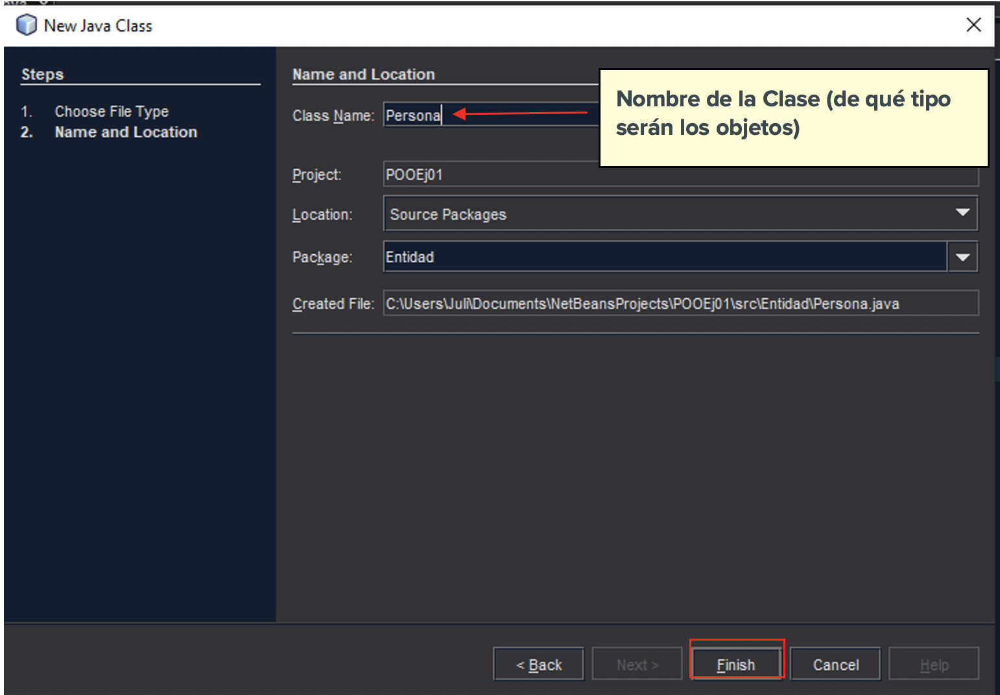 New Java Class
Steps
1. Choose File Type
2. Name and Location
Name and Location
Class Name: Persona
Nombre de la Clase (de qué tipo
serán los objetos)
Project: POOEj01
Location: Source Packages
Package: Entidad
Created File: C:\Users\Juli\Documents\NetBeansProjects\POOEj01\src\Entidad\Persona.java
< Back Next > Finish Cancel Help